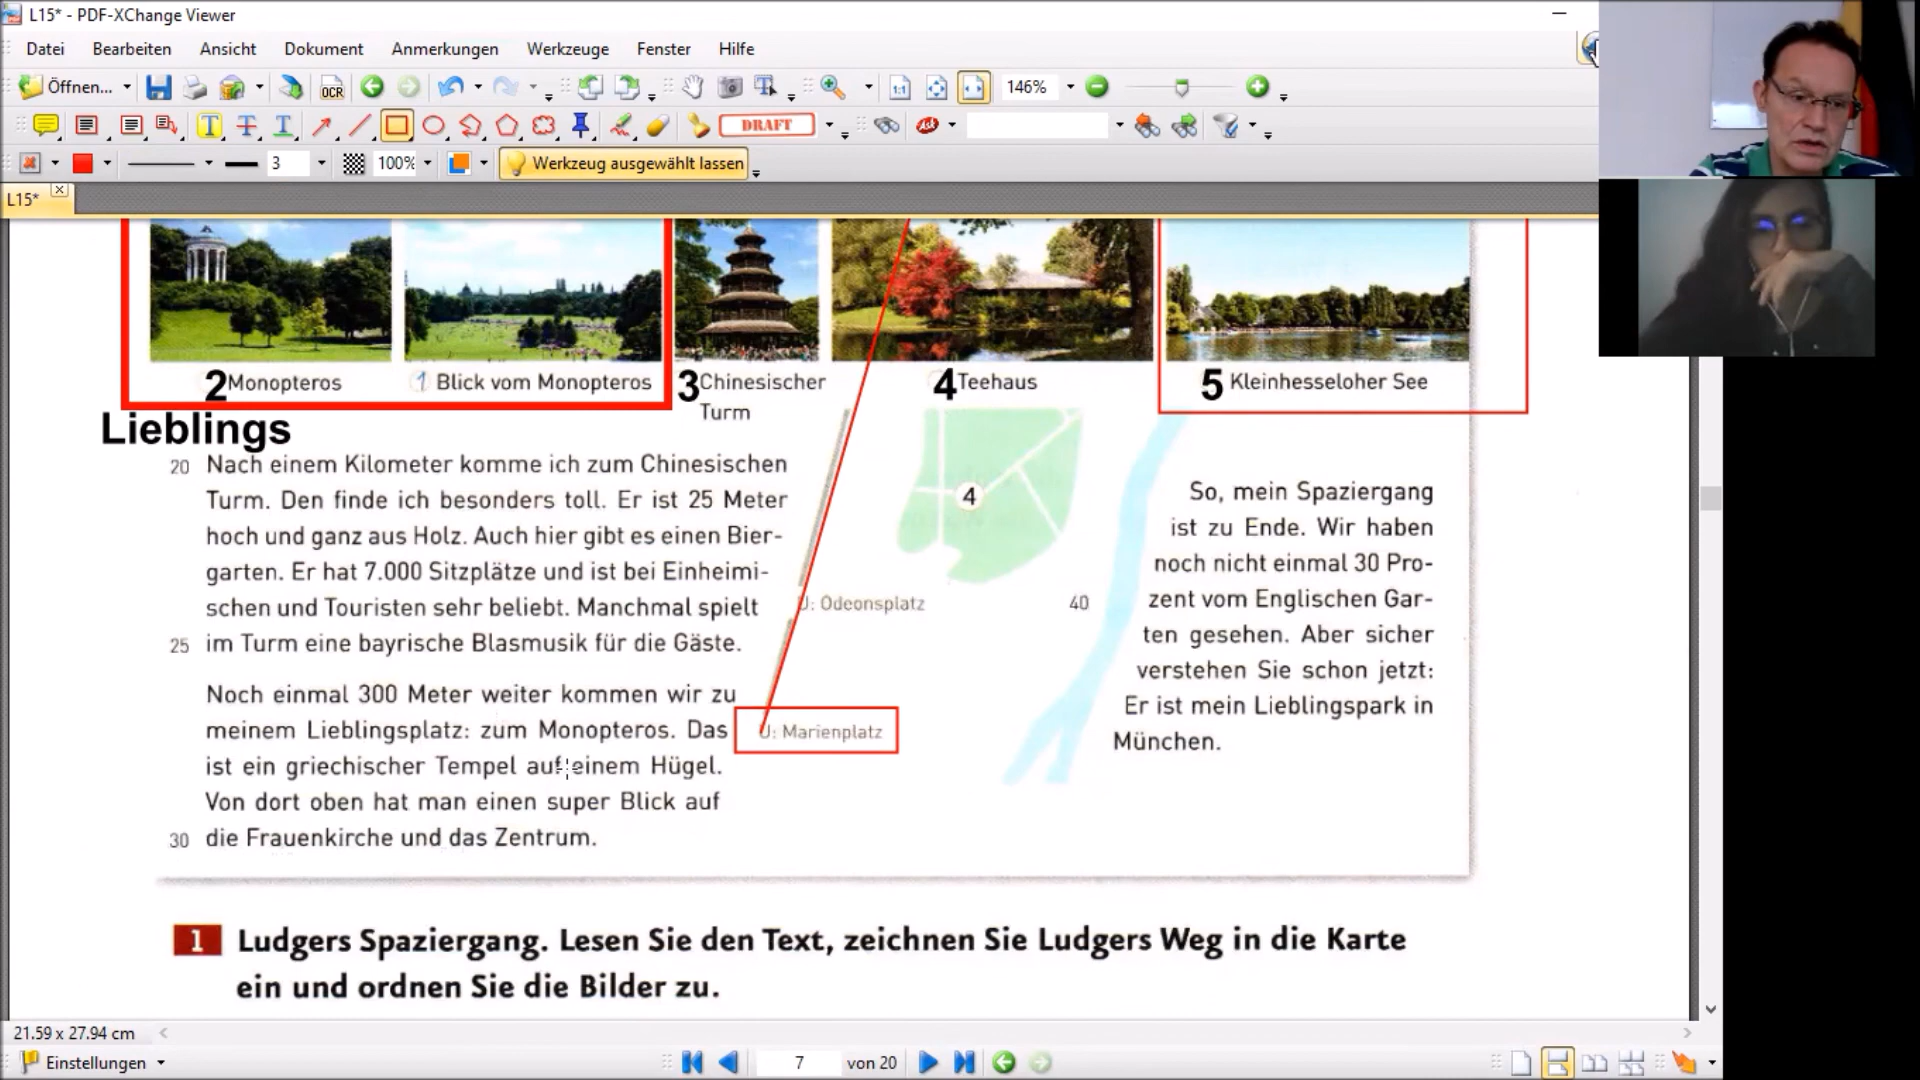 L15* - PDF-XChange Viewer
Datei Bearbeiten Ansicht Dokument Anmerkungen Werkzeuge Fenster Hilfe
Öffnen... OCR 1:1 146%
DRAFT Ask
3 100% Werkzeug ausgewählt lassen
L15*
2 Monopteros
1 Blick vom Monopteros
3 Chinesischer
Turm
4 Teehaus
5 Kleinhesseloher See
Lieblings
20 Nach einem Kilometer komme ich zum Chinesischen
Turm. Den finde ich besonders toll. Er ist 25 Meter
hoch und ganz aus Holz. Auch hier gibt es einen Bier-
garten. Er hat 7.000 Sitzplätze und ist bei Einheimi-
schen und Touristen sehr beliebt. Manchmal spielt
25 im Turm eine bayrische Blasmusik für die Gäste.
Noch einmal 300 Meter weiter kommen wir zu
meinem Lieblingsplatz: zum Monopteros. Das
ist ein griechischer Tempel auf einem Hügel.
Von dort oben hat man einen super Blick auf
30 die Frauenkirche und das Zentrum.
4
U: Odeonsplatz
U: Marienplatz
So, mein Spaziergang
ist zu Ende. Wir haben
noch nicht einmal 30 Pro-
40 zent vom Englischen Gar-
ten gesehen. Aber sicher
verstehen Sie schon jetzt:
Er ist mein Lieblingspark in
München.
1 Ludgers Spaziergang. Lesen Sie den Text, zeichnen Sie Ludgers Weg in die Karte
ein und ordnen Sie die Bilder zu.
21.59 x 27.94 cm
Einstellungen 7 von 20